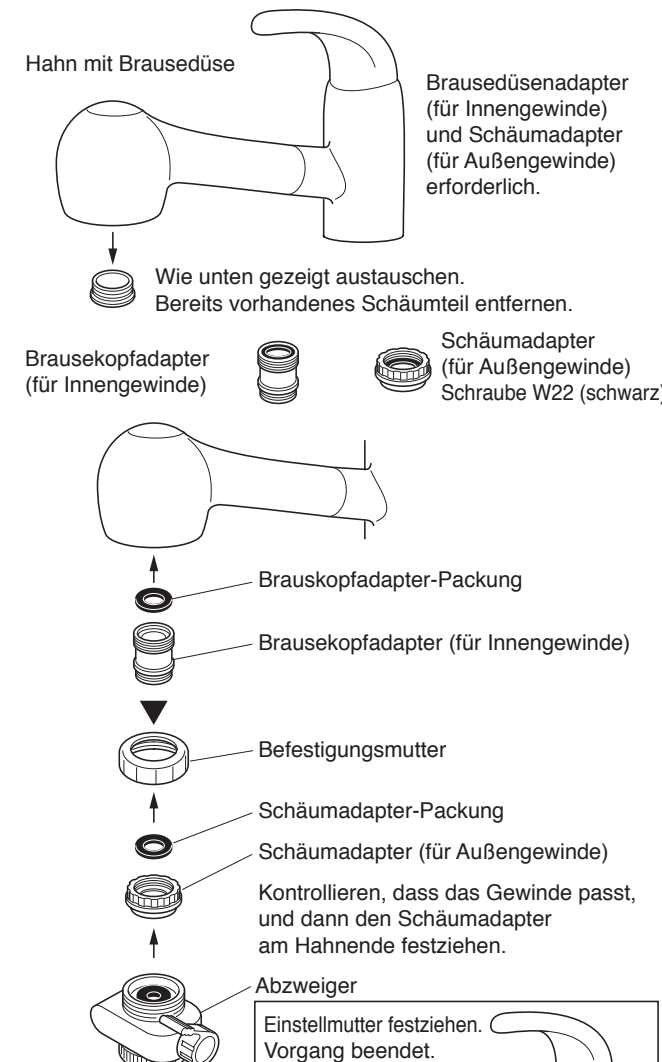 Hahn mit Brausedüse
Brausedüsenadapter
(für Innengewinde)
und Schäumadapter
(für Außengewinde)
erforderlich.
Wie unten gezeigt austauschen.
Bereits vorhandenes Schäumteil entfernen.
Brausekopfadapter
(für Innengewinde)
Schäumadapter
(für Außengewinde)
Schraube W22 (schwarz)
Brauskopfadapter-Packung
Brausekopfadapter (für Innengewinde)
Befestigungsmutter
Schäumadapter-Packung
Schäumadapter (für Außengewinde)
Kontrollieren, dass das Gewinde passt,
und dann den Schäumadapter
am Hahnende festziehen.
Abzweiger
Einstellmutter festziehen.
Vorgang beendet.